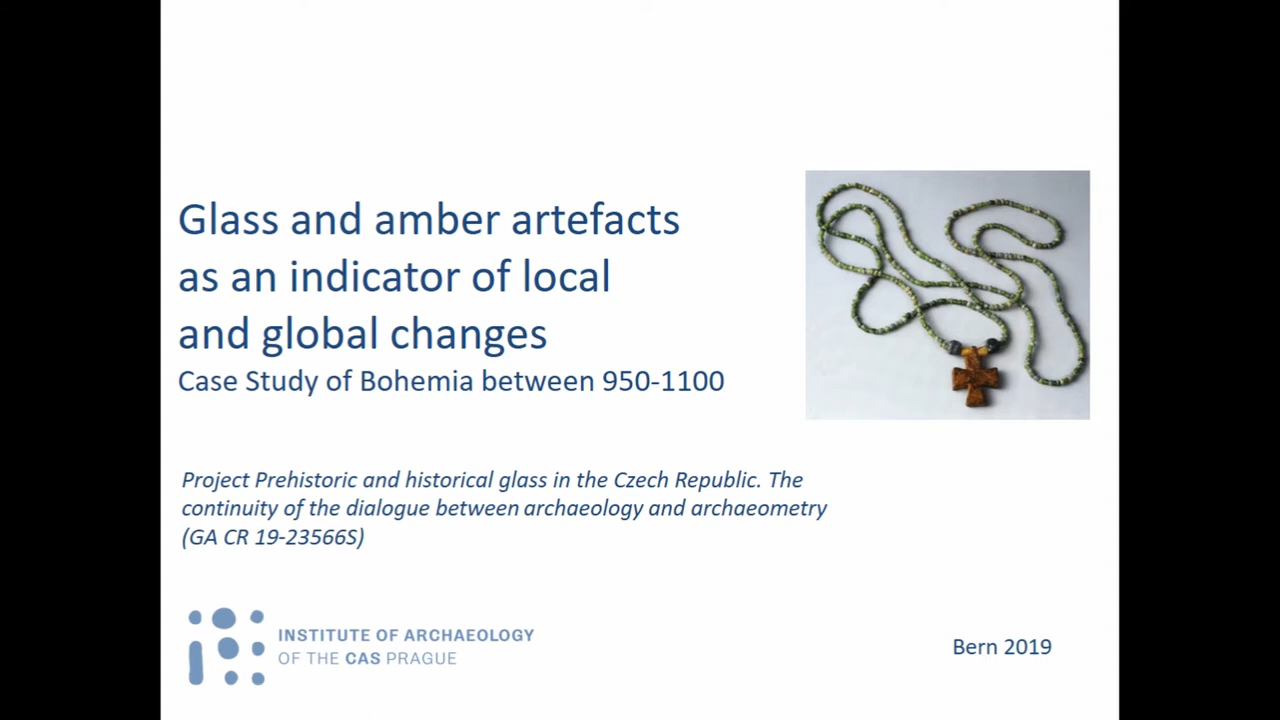 Glass and amber artefacts
as an indicator of local
and global changes
Case Study of Bohemia between 950-1100
Project Prehistoric and historical glass in the Czech Republic. The
continuity of the dialogue between archaeology and archaeometry
(GA CR 19-23566S)
INSTITUTE OF ARCHAEOLOGY
OF THE CAS PRAGUE
Bern 2019